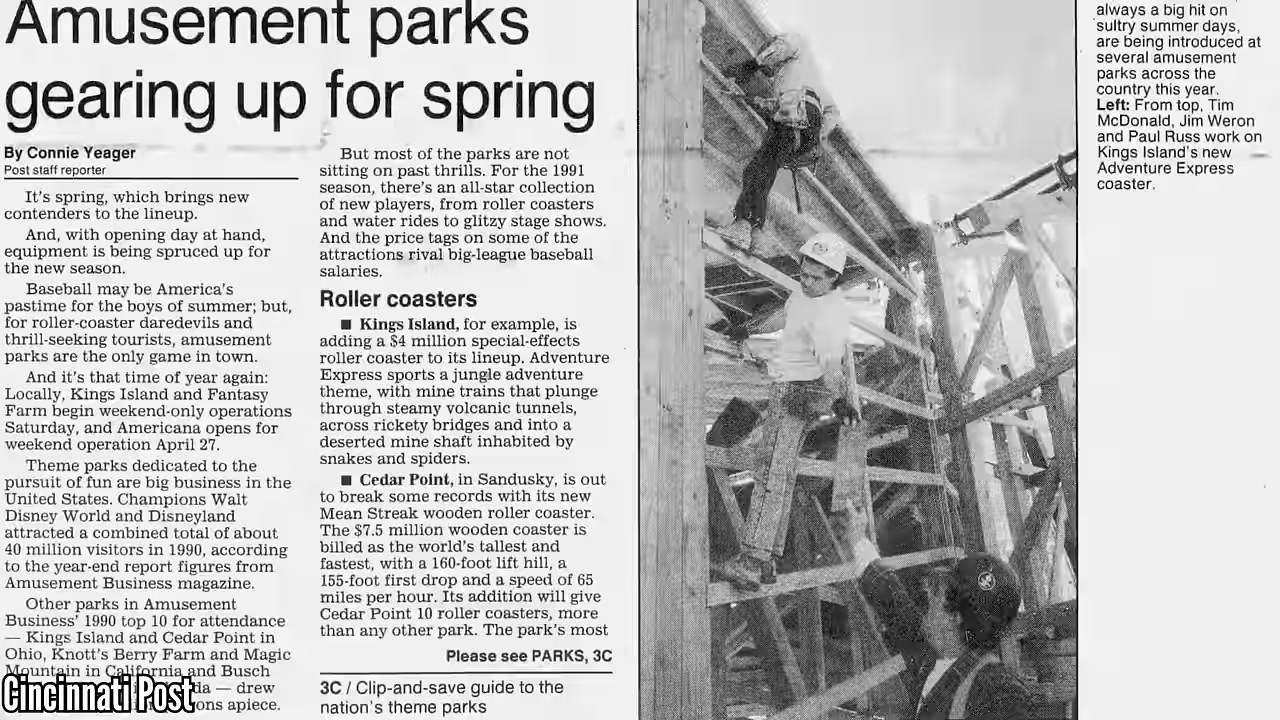 Amusement parks
gearing up for spring
By Connie Yeager
Post staff reporter
It's spring, which brings new
contenders to the lineup.
And, with opening day at hand,
equipment is being spruced up for
the new season.
Baseball may be America's
pastime for the boys of summer; but,
for roller-coaster daredevils and
thrill-seeking tourists, amusement
parks are the only game in town.
And it's that time of year again:
Locally, Kings Island and Fantasy
Farm begin weekend-only operations
Saturday, and Americana opens for
weekend operation April 27.
Theme parks dedicated to the
pursuit of fun are big business in the
United States. Champions Walt
Disney World and Disneyland
attracted a combined total of about
40 million visitors in 1990, according
to the year-end report figures from
Amusement Business magazine.
Other parks in Amusement
Business' 1990 top 10 for attendance
— Kings Island and Cedar Point in
Ohio, Knott's Berry Farm and Magic
Mountain in California and Busch
— drew
apiece.
But most of the parks are not
sitting on past thrills. For the 1991
season, there's an all-star collection
of new players, from roller coasters
and water rides to glitzy stage shows.
And the price tags on some of the
attractions rival big-league baseball
salaries.
Roller coasters
■ Kings Island, for example, is
adding a $4 million special-effects
roller coaster to its lineup. Adventure
Express sports a jungle adventure
theme, with mine trains that plunge
through steamy volcanic tunnels,
across rickety bridges and into a
deserted mine shaft inhabited by
snakes and spiders.
■ Cedar Point, in Sandusky, is out
to break some records with its new
Mean Streak wooden roller coaster.
The $7.5 million wooden coaster is
billed as the world's tallest and
fastest, with a 160-foot lift hill, a
155-foot first drop and a speed of 65
miles per hour. Its addition will give
Cedar Point 10 roller coasters, more
than any other park. The park's most
Please see PARKS, 3C
3C / Clip-and-save guide to the
nation's theme parks
always a big hit on
sultry summer days,
are being introduced at
several amusement
parks across the
country this year.
Left: From top, Tim
McDonald, Jim Weron
and Paul Russ work on
Kings Island's new
Adventure Express
coaster.
Cincinnati Post